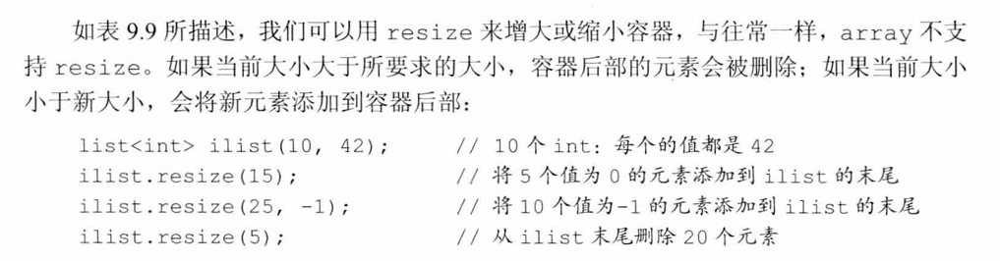 如表 9.9 所描述，我们可以用 resize 来增大或缩小容器，与往常一样，array 不支
持 resize。如果当前大小大于所要求的大小，容器后部的元素会被删除；如果当前大小
小于新大小，会将新元素添加到容器后部：
list<int> ilist(10, 42); // 10 个 int：每个的值都是 42
ilist.resize(15); // 将 5 个值为 0 的元素添加到 ilist 的末尾
ilist.resize(25, -1); // 将 10 个值为-1 的元素添加到 ilist 的末尾
ilist.resize(5); // 从 ilist 末尾删除 20 个元素